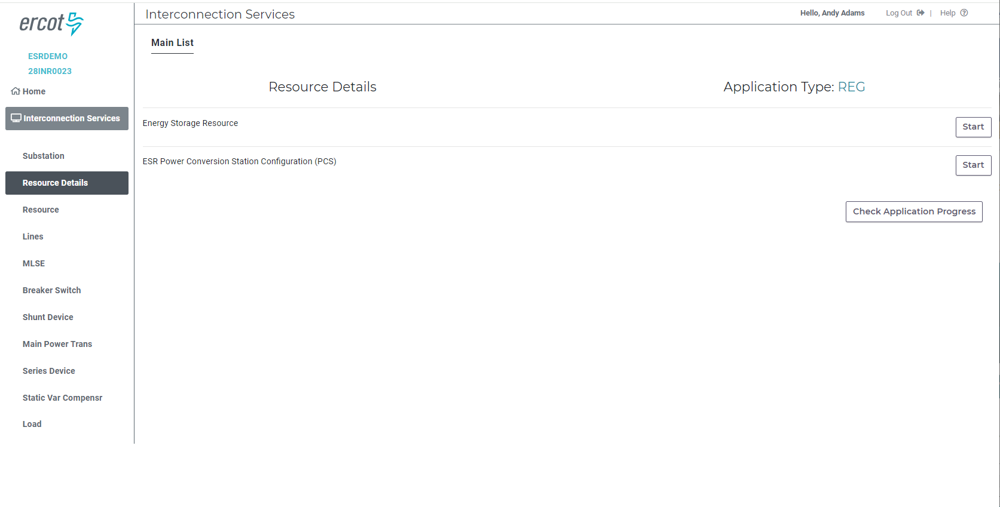 ercot
Interconnection Services
Hello, Andy Adams
Log Out
|
Help
ESRDEMO
28INR0023
Home
Interconnection Services
Substation
Resource Details
Resource
Lines
MLSE
Breaker Switch
Shunt Device
Main Power Trans
Series Device
Static Var Compensr
Load
Main List
Resource Details
Application Type: REG
Energy Storage Resource
Start
ESR Power Conversion Station Configuration (PCS)
Start
Check Application Progress